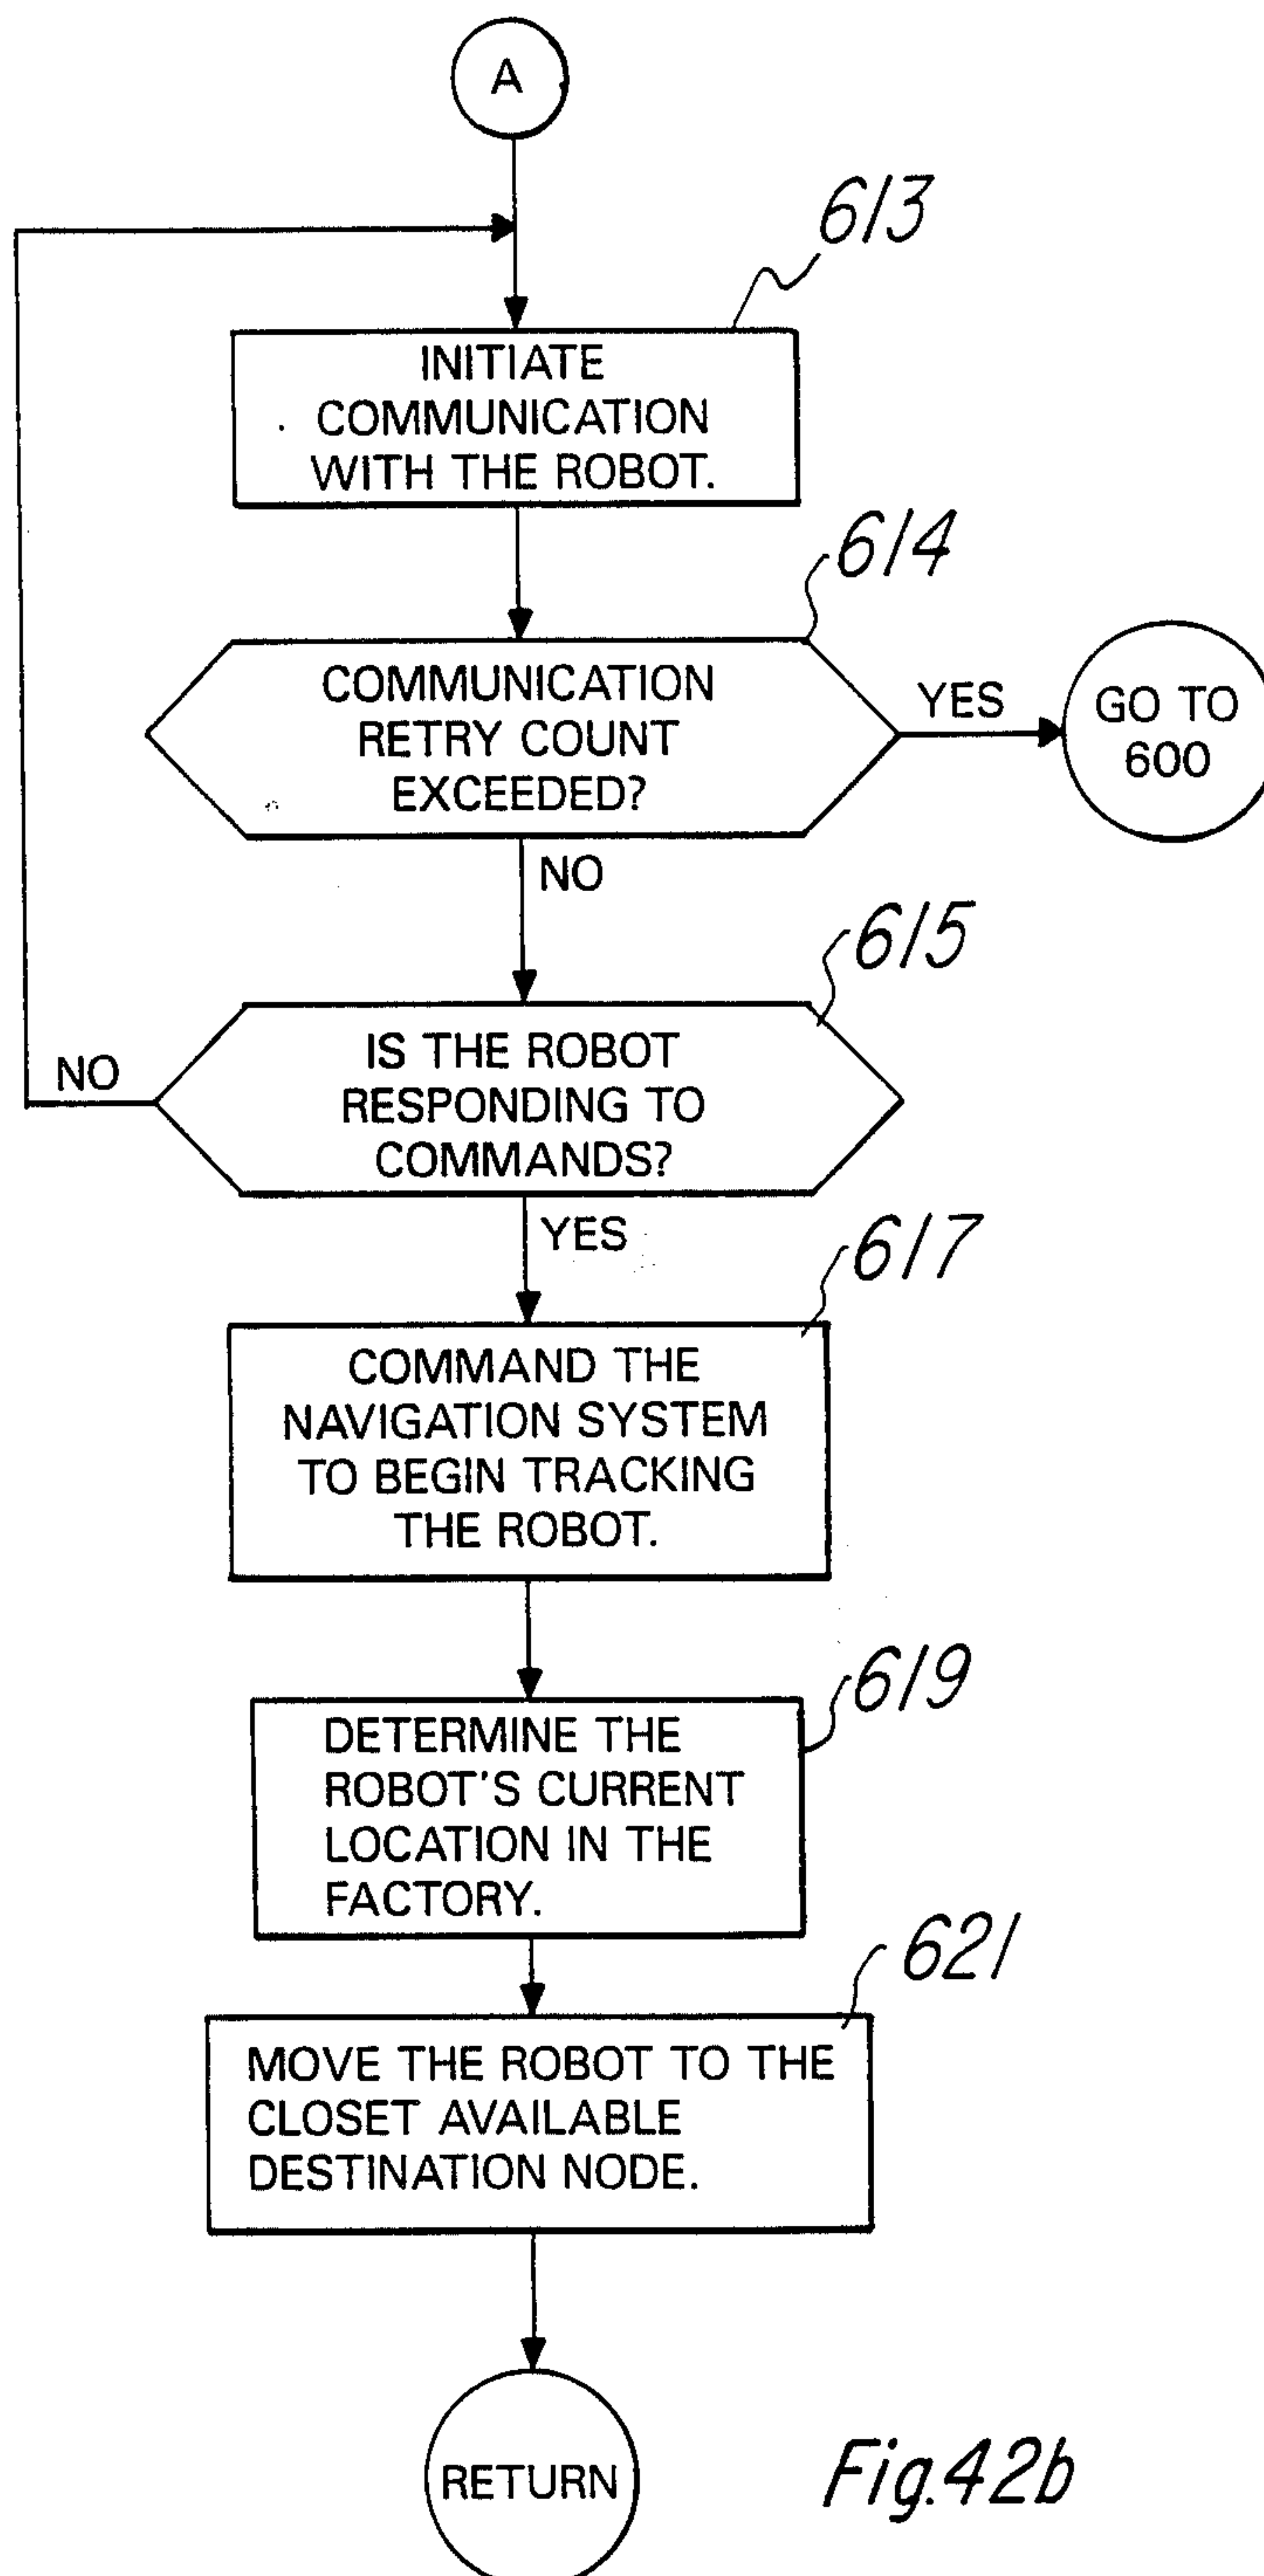 A
613
INITIATE
COMMUNICATION
WITH THE ROBOT.
614
COMMUNICATION
RETRY COUNT
EXCEEDED?
YES
GO TO
600
NO
615
IS THE ROBOT
RESPONDING TO
COMMANDS?
NO
YES
617
COMMAND THE
NAVIGATION SYSTEM
TO BEGIN TRACKING
THE ROBOT.
619
DETERMINE THE
ROBOT'S CURRENT
LOCATION IN THE
FACTORY.
621
MOVE THE ROBOT TO THE
CLOSET AVAILABLE
DESTINATION NODE.
RETURN
Fig.42b